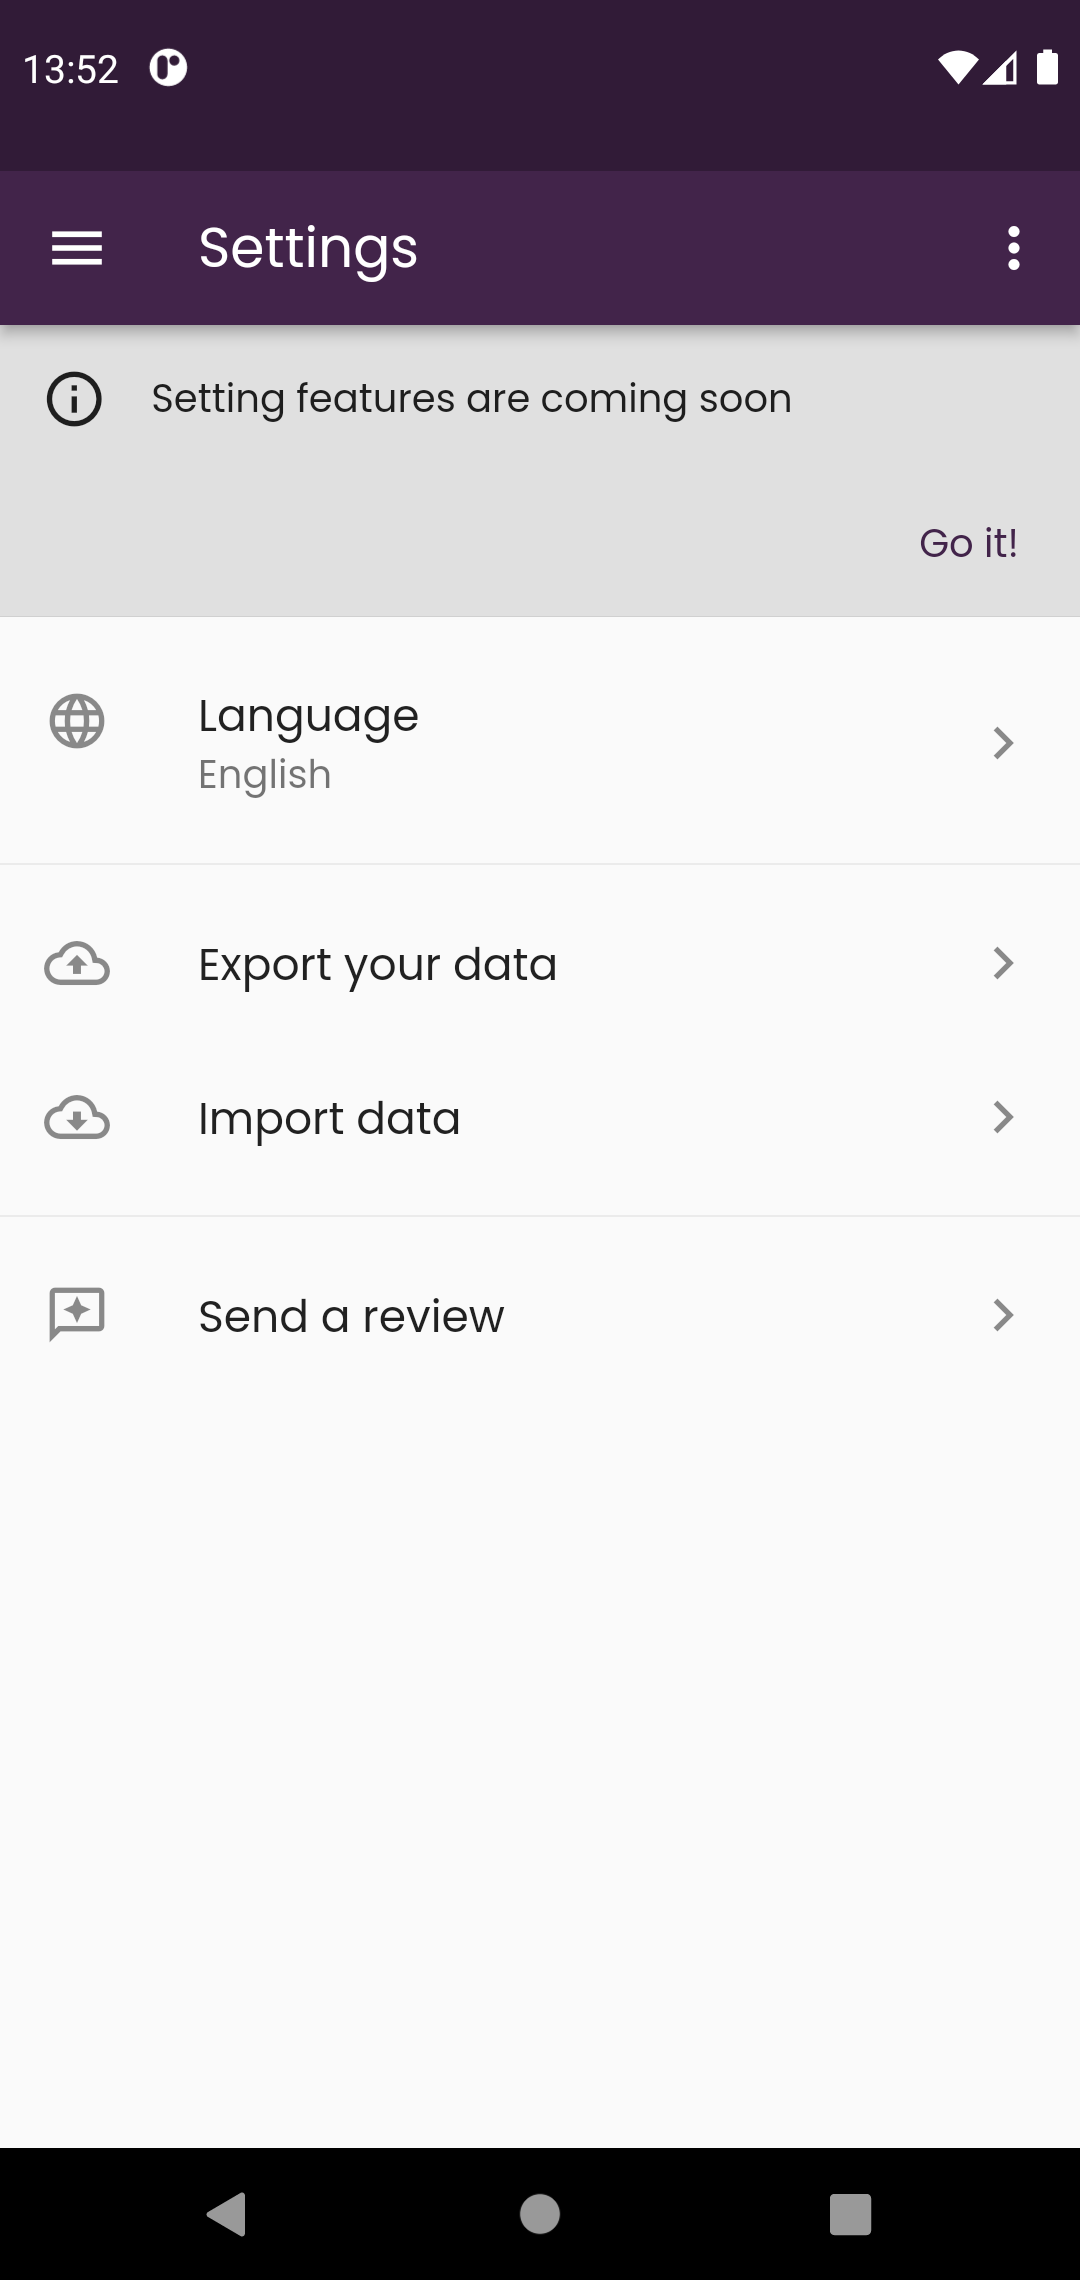 13:52
Settings
Setting features are coming soon
Go it!
Language
English
Export your data
Import data
Send a review